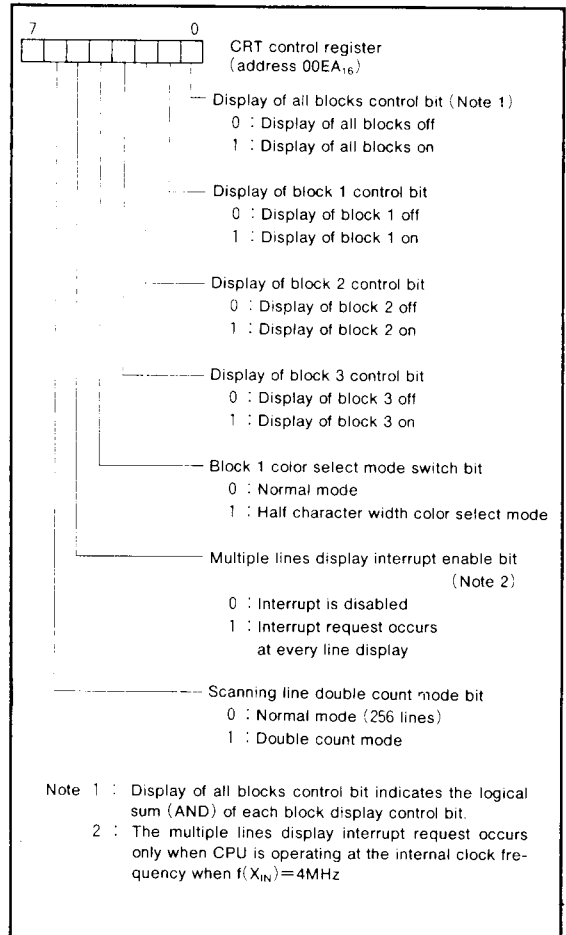 7 0
CRT control register
(address 00EA₁₆)
Display of all blocks control bit (Note 1)
0 : Display of all blocks off
1 : Display of all blocks on
Display of block 1 control bit
0 : Display of block 1 off
1 : Display of block 1 on
Display of block 2 control bit
0 : Display of block 2 off
1 : Display of block 2 on
Display of block 3 control bit
0 : Display of block 3 off
1 : Display of block 3 on
Block 1 color select mode switch bit
0 : Normal mode
1 : Half character width color select mode
Multiple lines display interrupt enable bit
(Note 2)
0 : Interrupt is disabled
1 : Interrupt request occurs
at every line display
Scanning line double count mode bit
0 : Normal mode (256 lines)
1 : Double count mode
Note 1 : Display of all blocks control bit indicates the logical
sum (AND) of each block display control bit.
2 : The multiple lines display interrupt request occurs
only when CPU is operating at the internal clock fre-
quency when f(X_IN)=4MHz